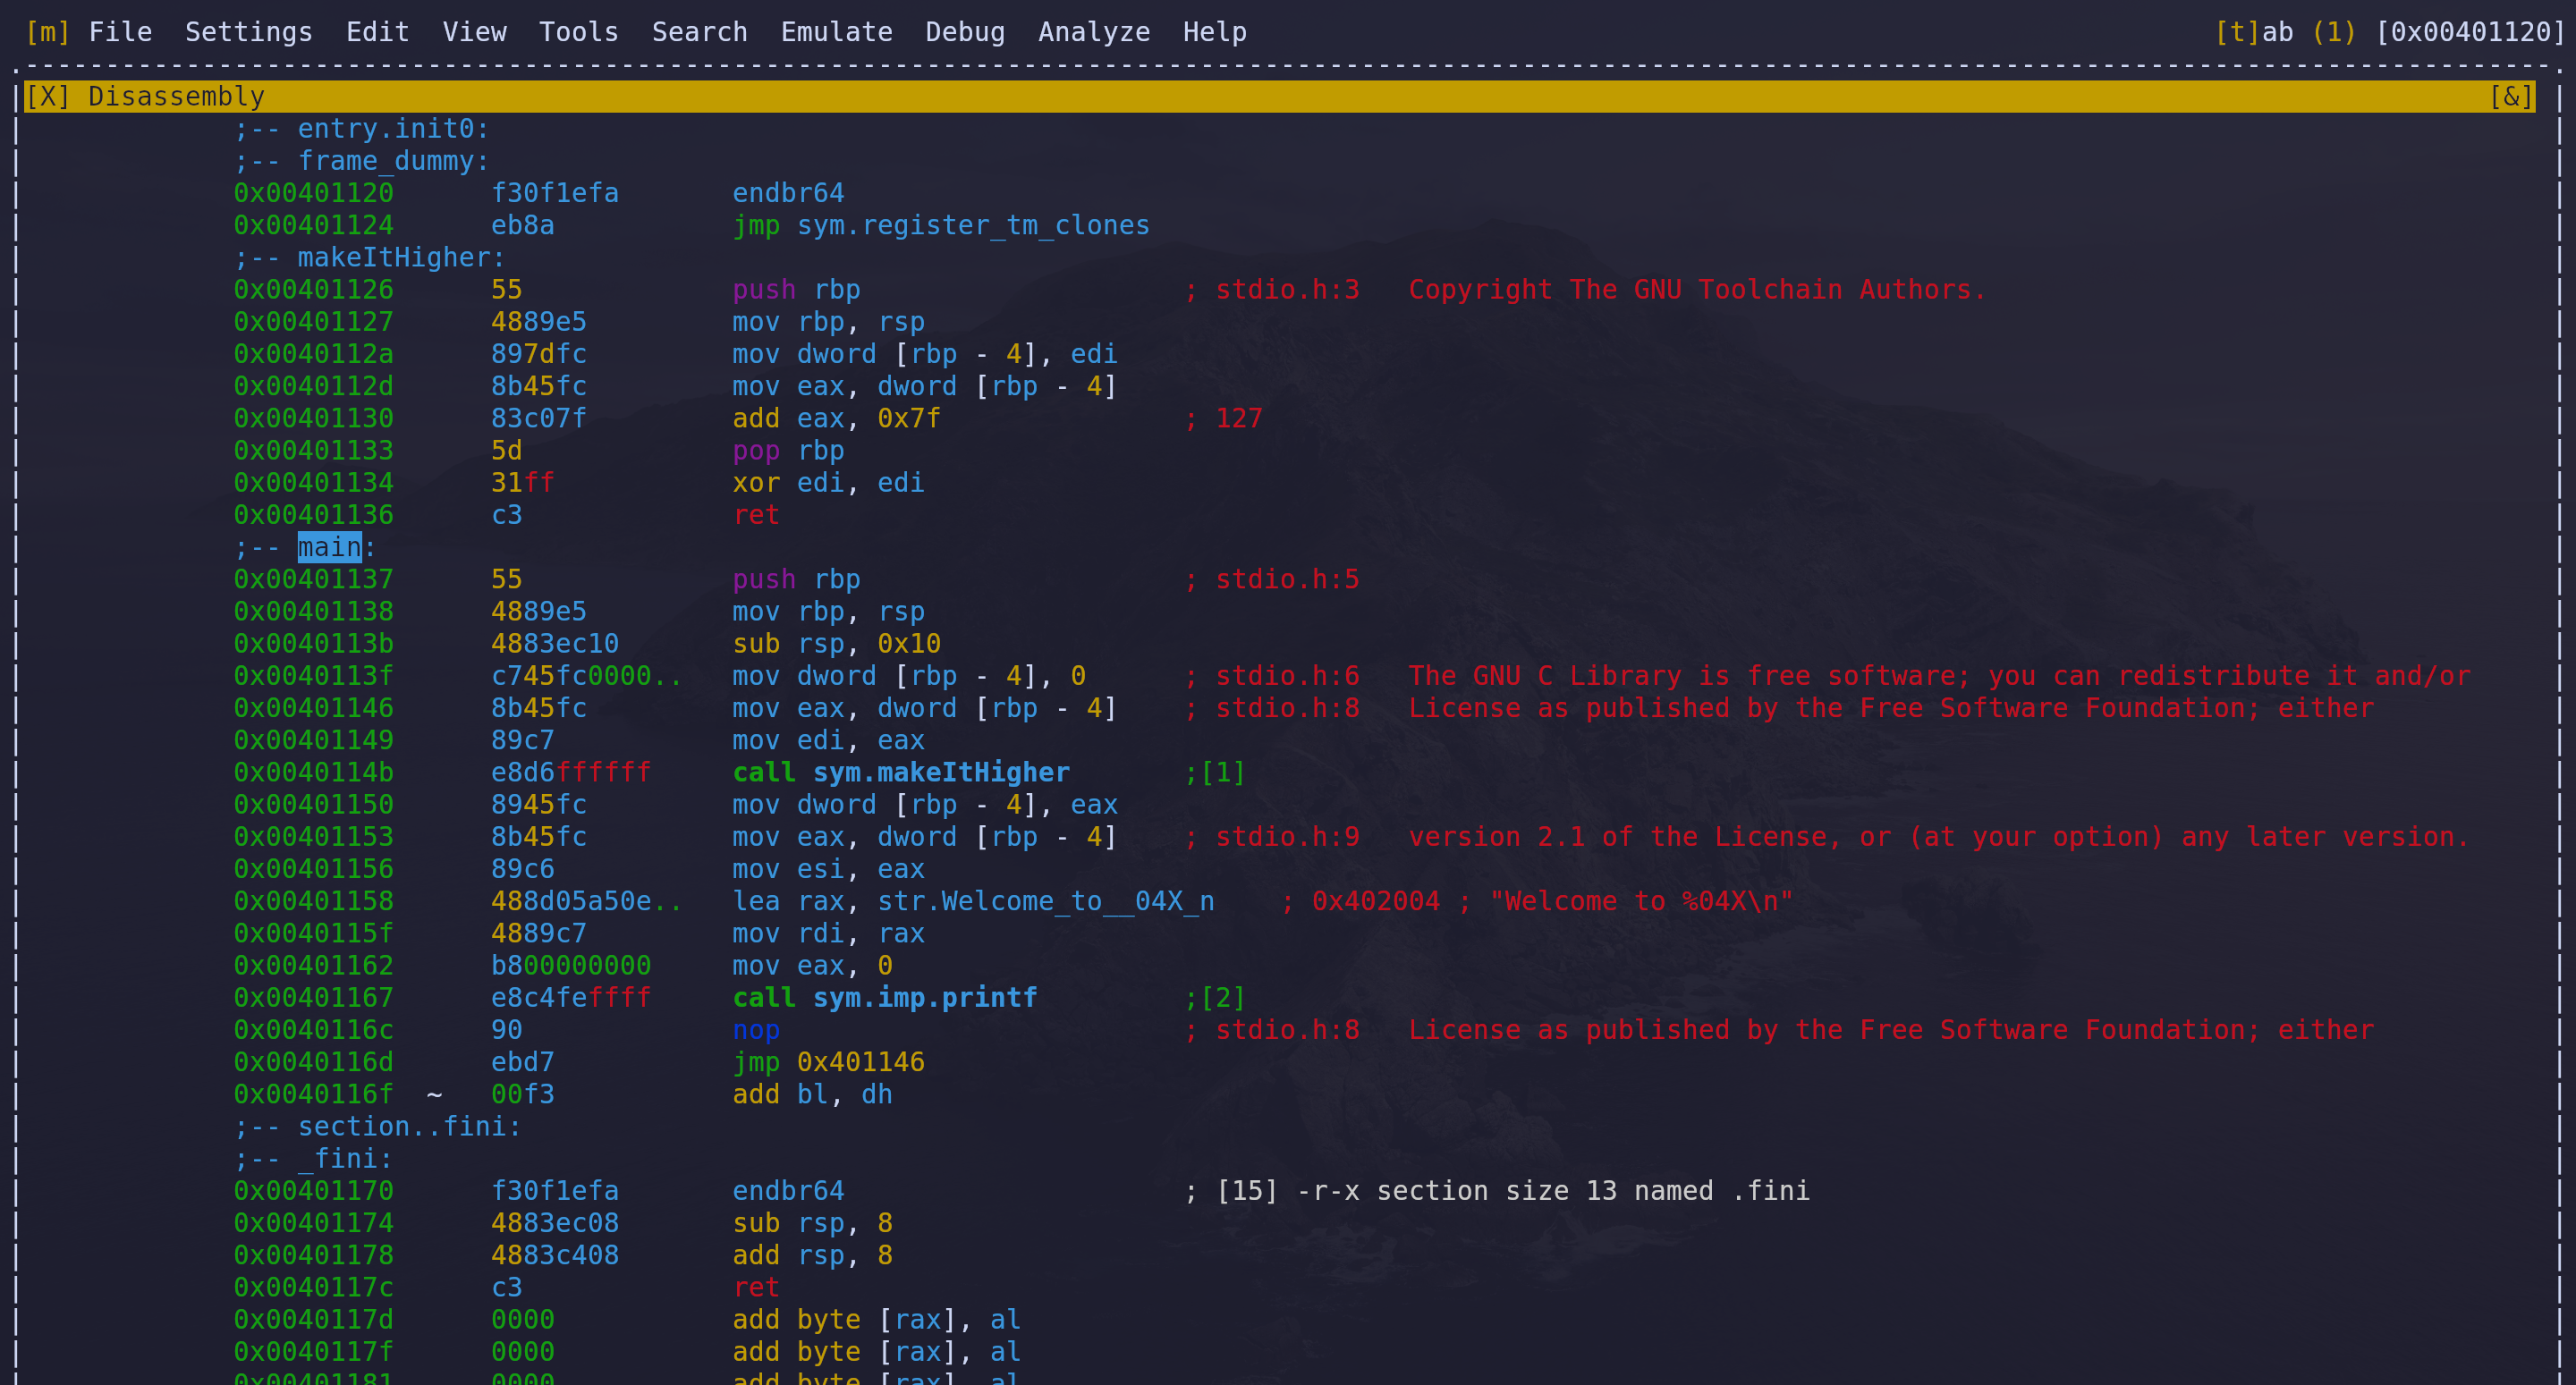 [m] File Settings Edit View Tools Search Emulate Debug Analyze Help [t]ab (1) [0x00401120]
[X] Disassembly [&]
;-- entry.init0:
;-- frame_dummy:
0x00401120 f30f1efa endbr64
0x00401124 eb8a jmp sym.register_tm_clones
;-- makeItHigher:
0x00401126 55 push rbp ; stdio.h:3 Copyright The GNU Toolchain Authors.
0x00401127 4889e5 mov rbp, rsp
0x0040112a 897dfc mov dword [rbp - 4], edi
0x0040112d 8b45fc mov eax, dword [rbp - 4]
0x00401130 83c07f add eax, 0x7f ; 127
0x00401133 5d pop rbp
0x00401134 31ff xor edi, edi
0x00401136 c3 ret
;-- main:
0x00401137 55 push rbp ; stdio.h:5
0x00401138 4889e5 mov rbp, rsp
0x0040113b 4883ec10 sub rsp, 0x10
0x0040113f c745fc0000.. mov dword [rbp - 4], 0 ; stdio.h:6 The GNU C Library is free software; you can redistribute it and/or
0x00401146 8b45fc mov eax, dword [rbp - 4] ; stdio.h:8 License as published by the Free Software Foundation; either
0x00401149 89c7 mov edi, eax
0x0040114b e8d6ffffff call sym.makeItHigher ;[1]
0x00401150 8945fc mov dword [rbp - 4], eax
0x00401153 8b45fc mov eax, dword [rbp - 4] ; stdio.h:9 version 2.1 of the License, or (at your option) any later version.
0x00401156 89c6 mov esi, eax
0x00401158 488d05a50e.. lea rax, str.Welcome_to__04X_n ; 0x402004 ; "Welcome to %04X\n"
0x0040115f 4889c7 mov rdi, rax
0x00401162 b800000000 mov eax, 0
0x00401167 e8c4feffff call sym.imp.printf ;[2]
0x0040116c 90 nop ; stdio.h:8 License as published by the Free Software Foundation; either
0x0040116d ebd7 jmp 0x401146
0x0040116f ~ 00f3 add bl, dh
;-- section..fini:
;-- _fini:
0x00401170 f30f1efa endbr64 ; [15] -r-x section size 13 named .fini
0x00401174 4883ec08 sub rsp, 8
0x00401178 4883c408 add rsp, 8
0x0040117c c3 ret
0x0040117d 0000 add byte [rax], al
0x0040117f 0000 add byte [rax], al
0x00401181 0000 add byte [rax], al